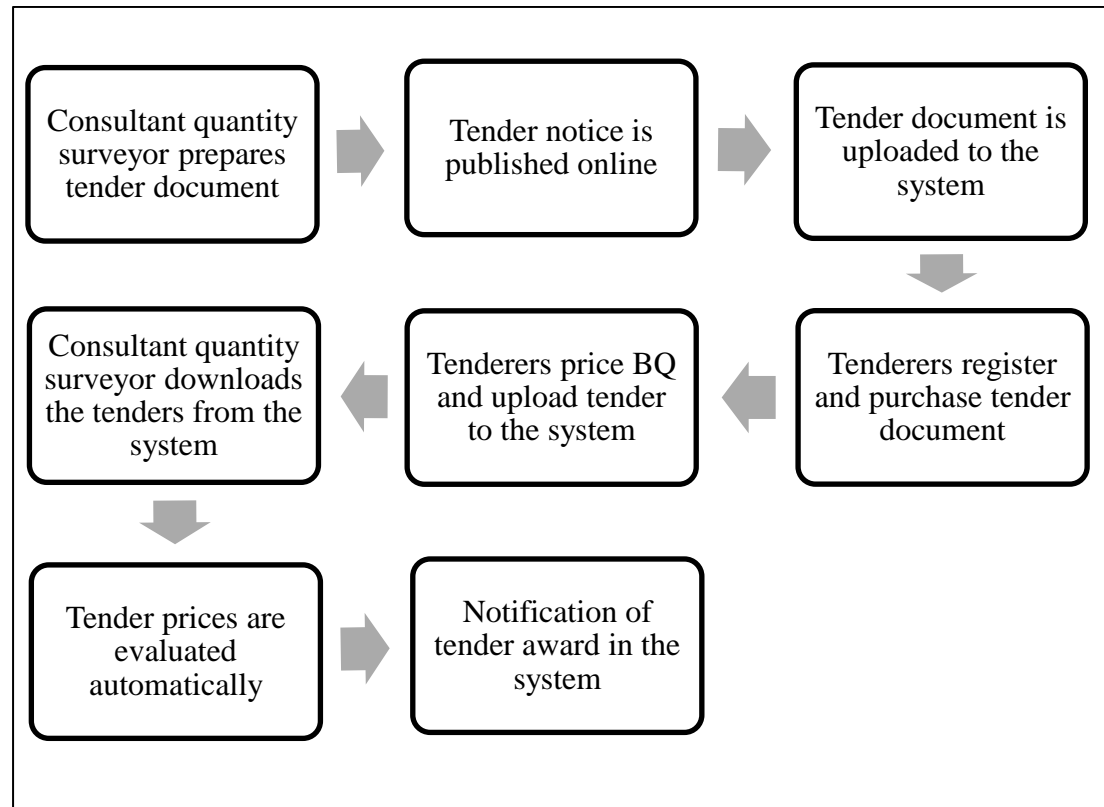 Consultant quantity
surveyor prepares
tender document
Tender notice is
published online
Tender document is
uploaded to the
system
Tenderers register
and purchase tender
document
Tenderers price BQ
and upload tender
to the system
Consultant quantity
surveyor downloads
the tenders from the
system
Tender prices are
evaluated
automatically
Notification of
tender award in the
system